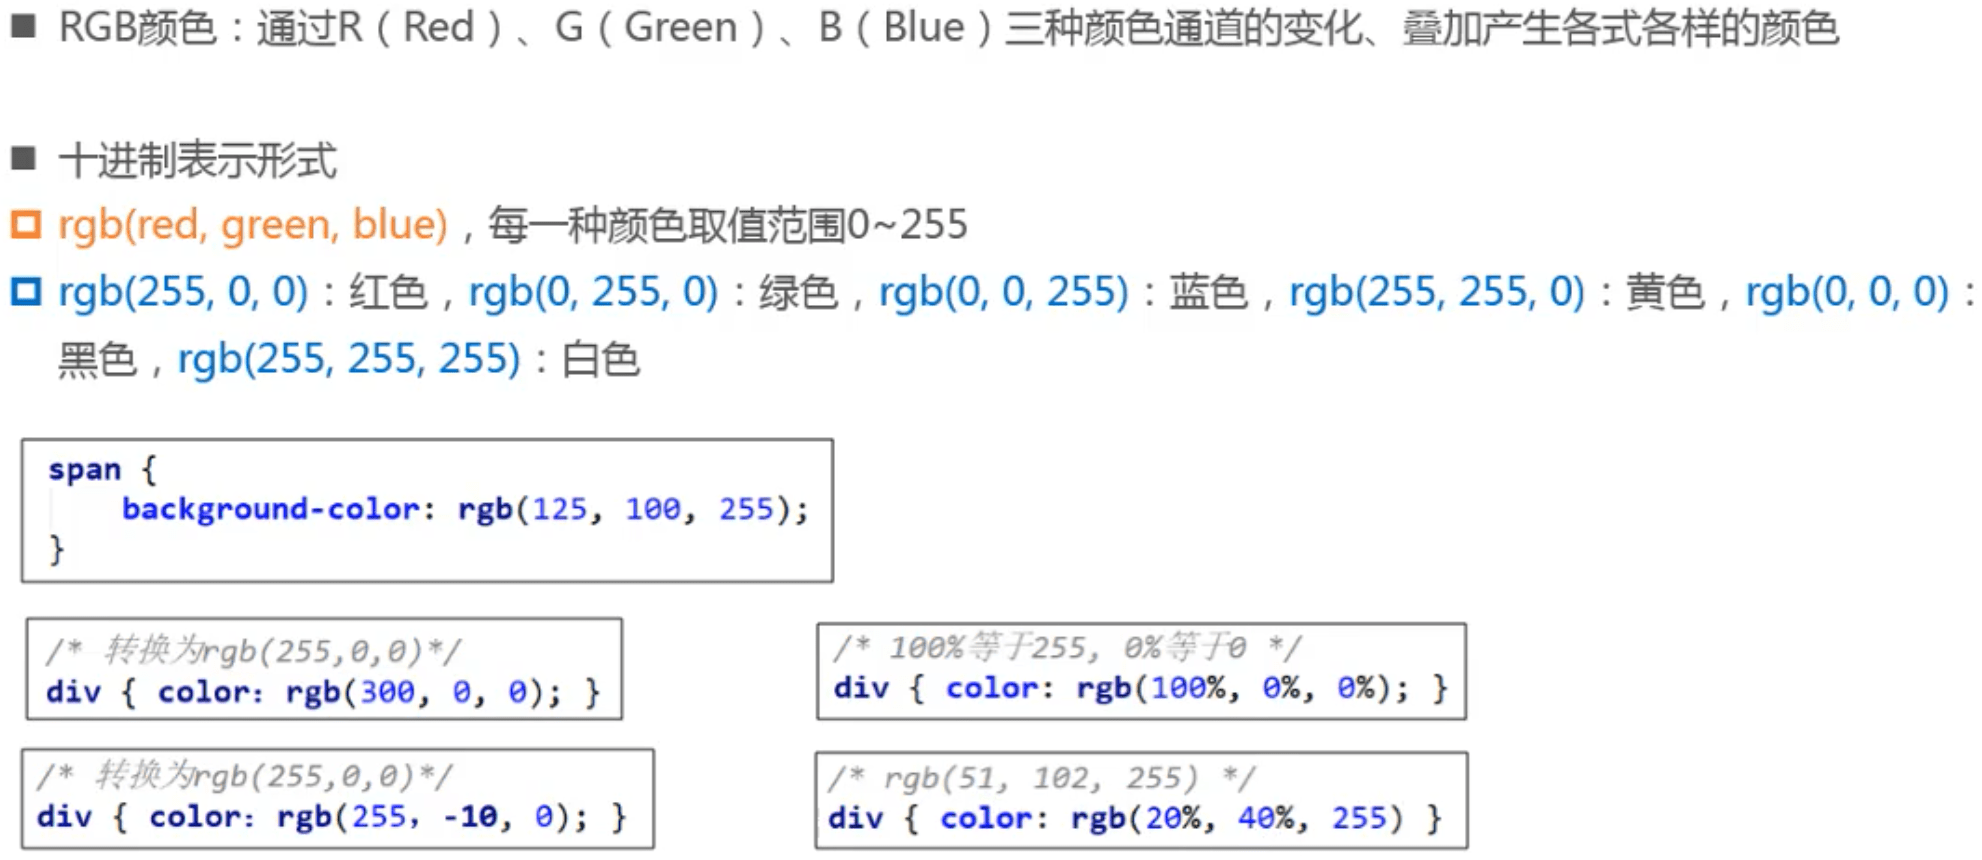 RGB颜色：通过R（Red）、G（Green）、B（Blue）三种颜色通道的变化、叠加产生各式各样的颜色
十进制表示形式
rgb(red, green, blue)，每一种颜色取值范围0~255
rgb(255, 0, 0)：红色，rgb(0, 255, 0)：绿色，rgb(0, 0, 255)：蓝色，rgb(255, 255, 0)：黄色，rgb(0, 0, 0)：
黑色，rgb(255, 255, 255)：白色
span {
    background-color: rgb(125, 100, 255);
}
/* 转换为rgb(255,0,0)*/
div { color: rgb(300, 0, 0); }
/* 100%等于255, 0%等于0 */
div { color: rgb(100%, 0%, 0%); }
/* 转换为rgb(255,0,0)*/
div { color: rgb(255, -10, 0); }
/* rgb(51, 102, 255) */
div { color: rgb(20%, 40%, 255) }